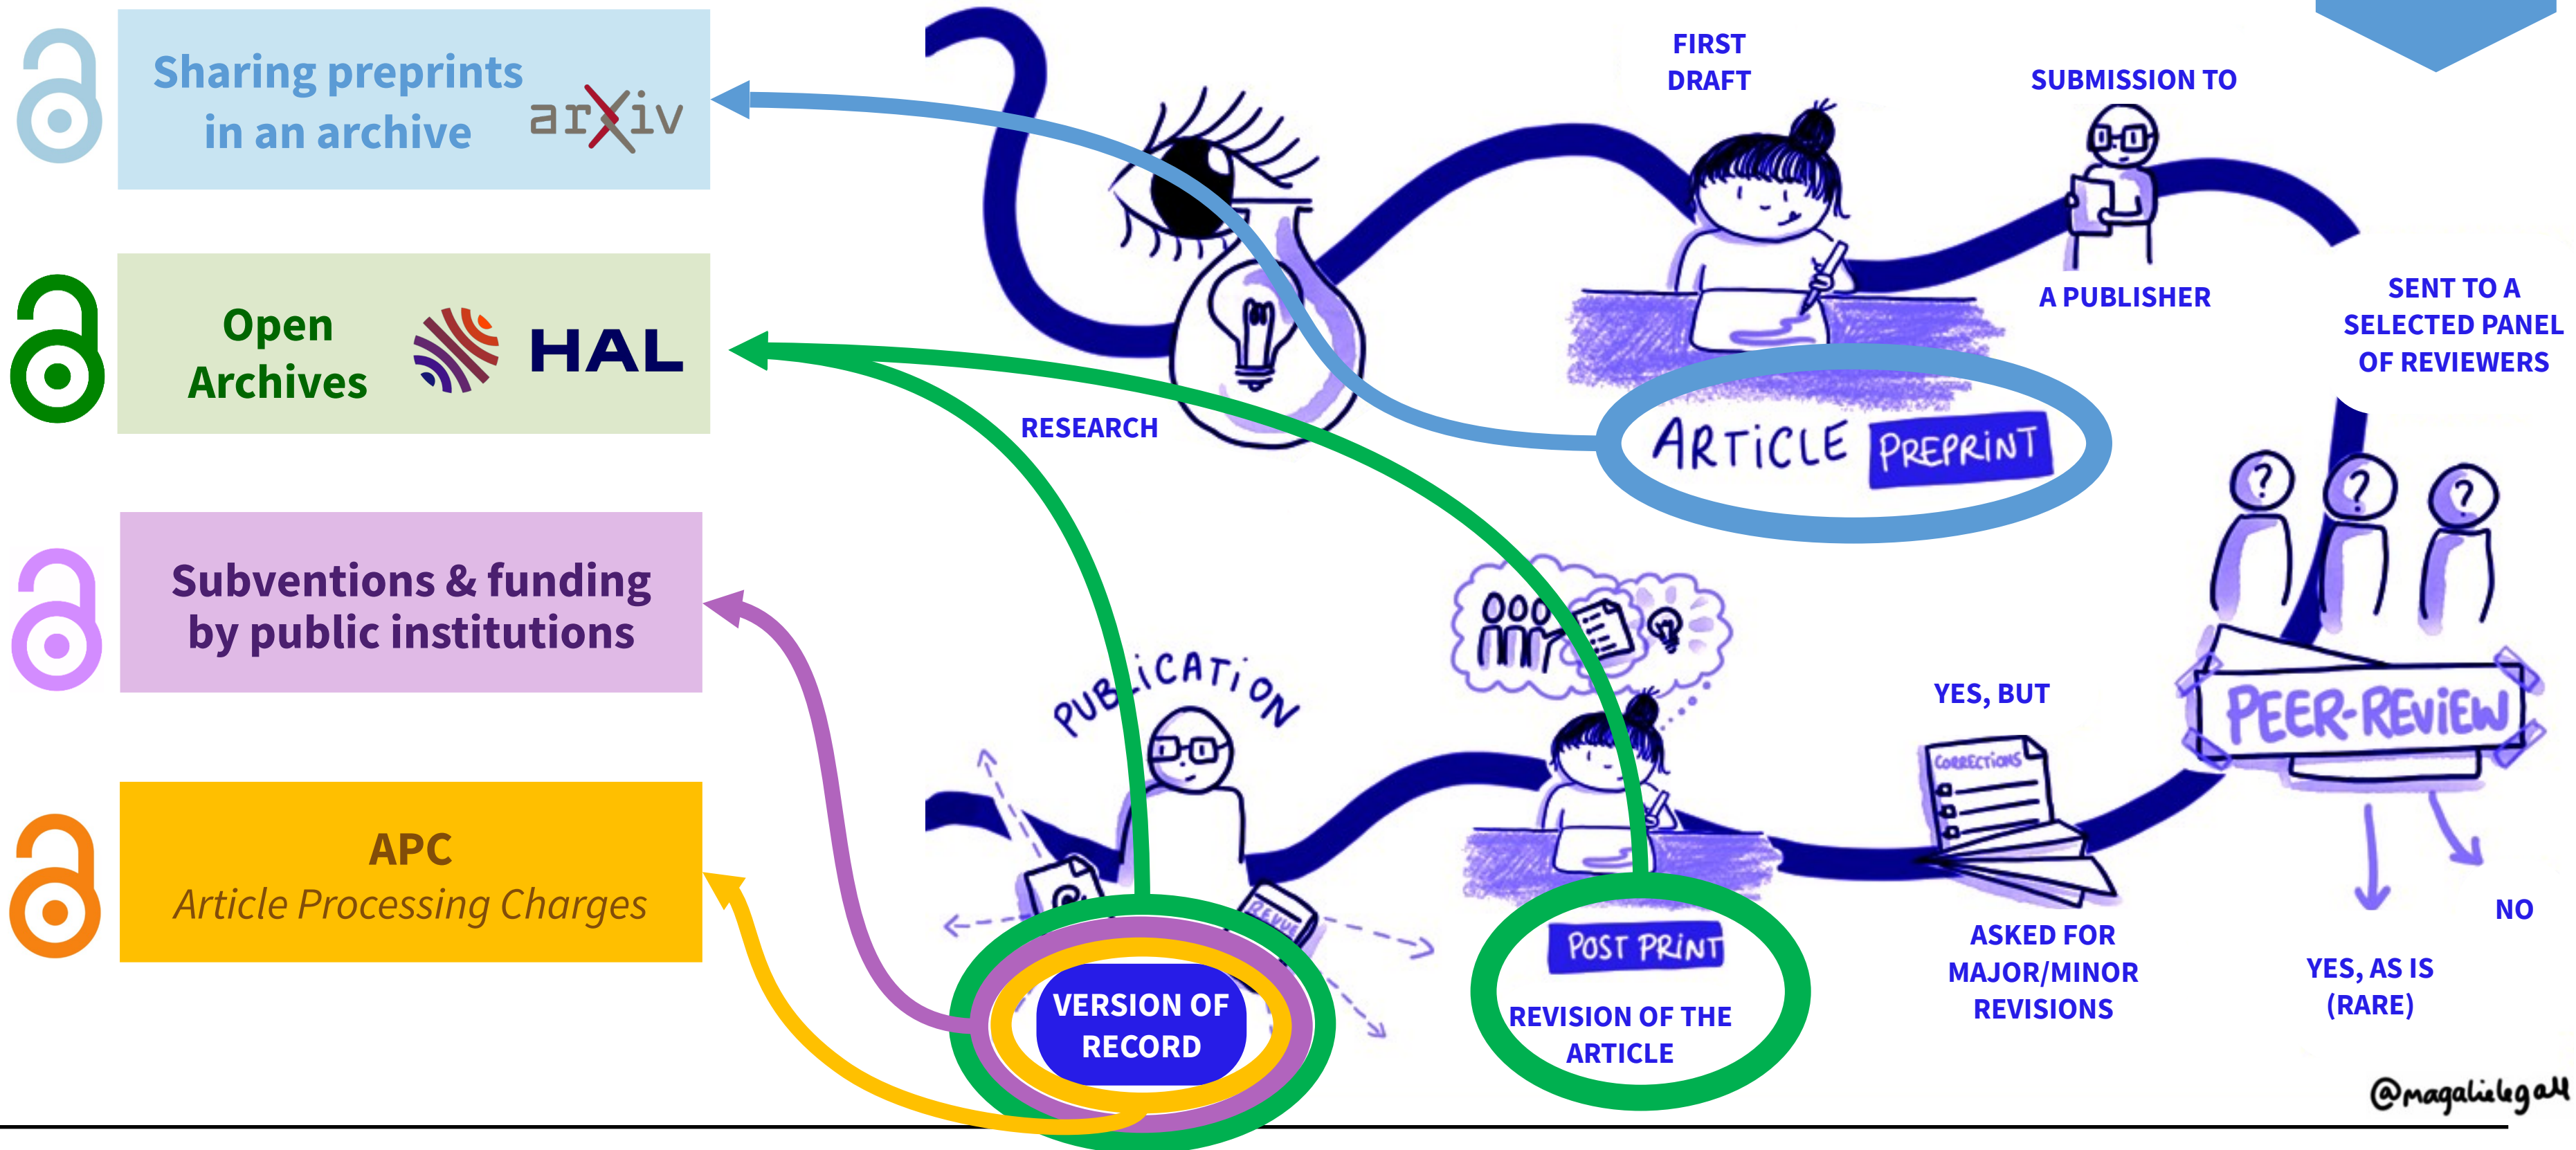 Sharing preprints
in an archive
arXiv
Open
Archives
HAL
Subventions & funding
by public institutions
APC
Article Processing Charges
FIRST
DRAFT
SUBMISSION TO
A PUBLISHER
SENT TO A
SELECTED PANEL
OF REVIEWERS
RESEARCH
ARTiCLE PREPRiNT
? ? ?
PEER-REViEW
YES, BUT
CORRECTiONS
ASKED FOR
MAJOR/MINOR
REVISIONS
YES, AS IS
(RARE)
NO
POST PRiNT
REVISION OF THE
ARTICLE
PUBLiCATiON
@
REVUE
VERSION OF
RECORD
@magalielegall